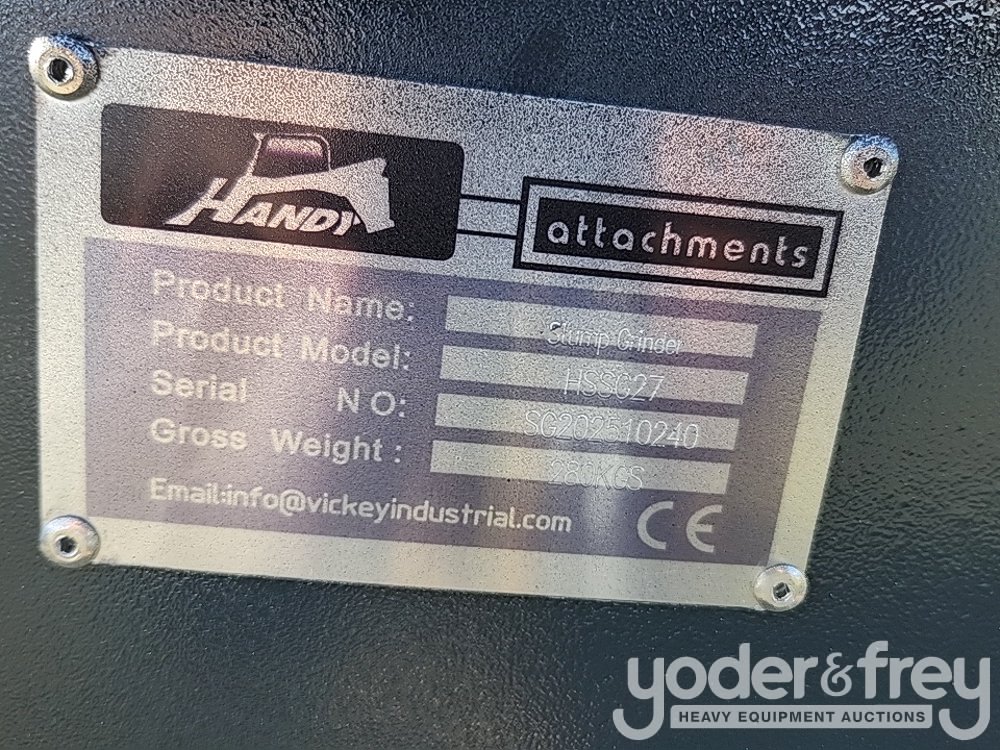 HANDY
attachments
Product Name: Stump Grinder
Product Model: HSSG27
Serial NO: SG202510240
Gross Weight: 280KGS
Email:info@vickeyindustrial.com CE
yoder&frey
HEAVY EQUIPMENT AUCTIONS